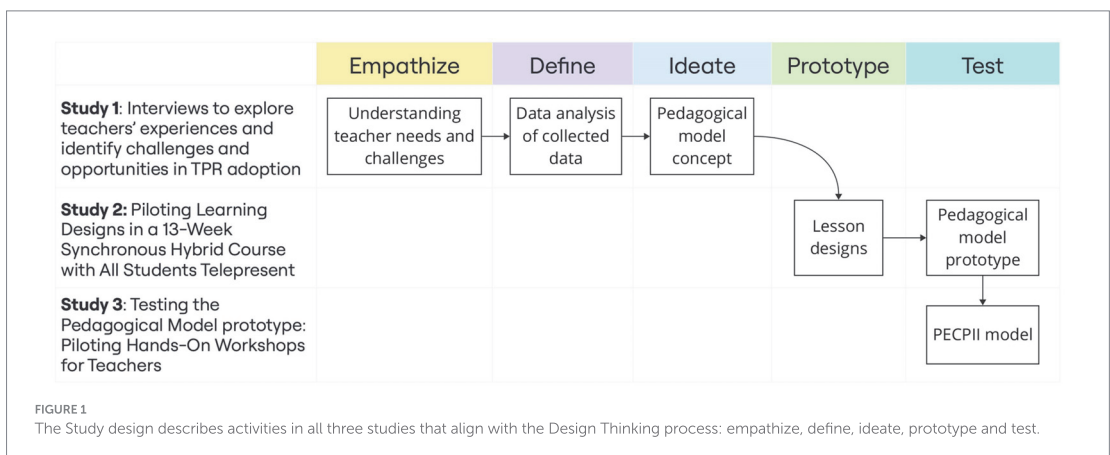 Empathize Define Ideate Prototype Test
Study 1: Interviews to explore
teachers' experiences and
identify challenges and
opportunities in TPR adoption
Understanding
teacher needs and
challenges
Data analysis
of collected
data
Pedagogical
model
concept
Study 2: Piloting Learning
Designs in a 13-Week
Synchronous Hybrid Course
with All Students Telepresent
Lesson
designs
Pedagogical
model
prototype
Study 3: Testing the
Pedagogical Model prototype:
Piloting Hands-On Workshops
for Teachers
PECPII model
FIGURE 1
The Study design describes activities in all three studies that align with the Design Thinking process: empathize, define, ideate, prototype and test.